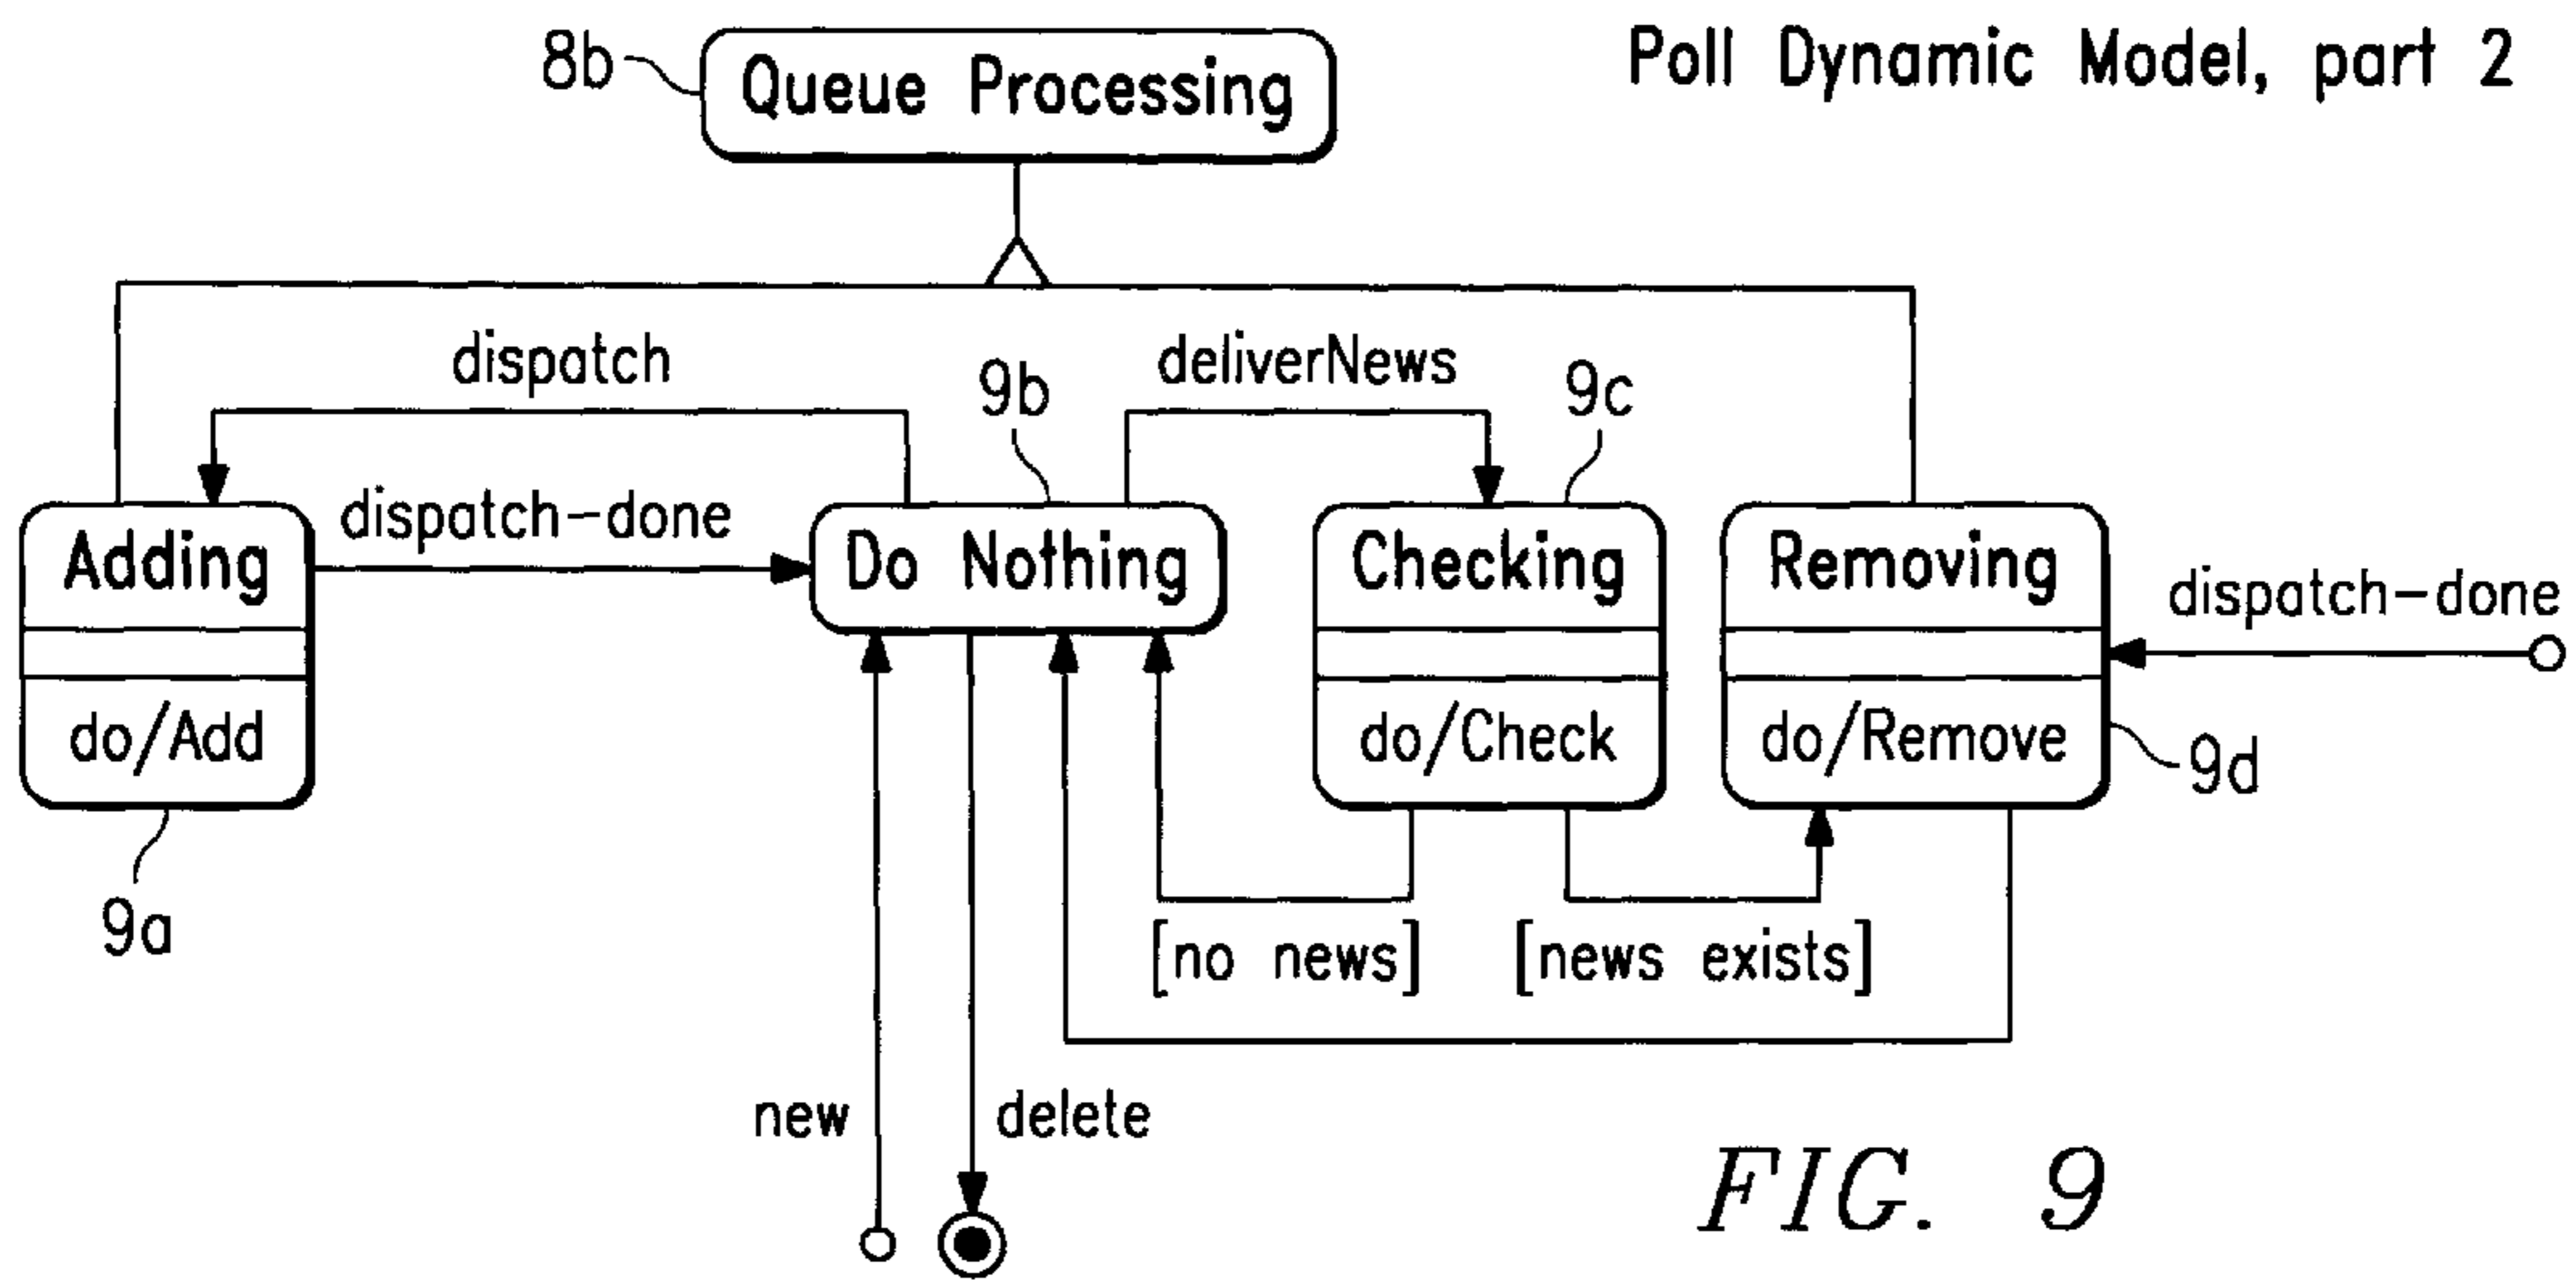 Poll Dynamic Model, part 2
8b
Queue Processing
dispatch
9b
deliverNews
9c
dispatch-done
Adding
Do Nothing
Checking
Removing
dispatch-done
do/Add
do/Check
do/Remove
9d
9a
[no news]
[news exists]
new
delete
FIG. 9